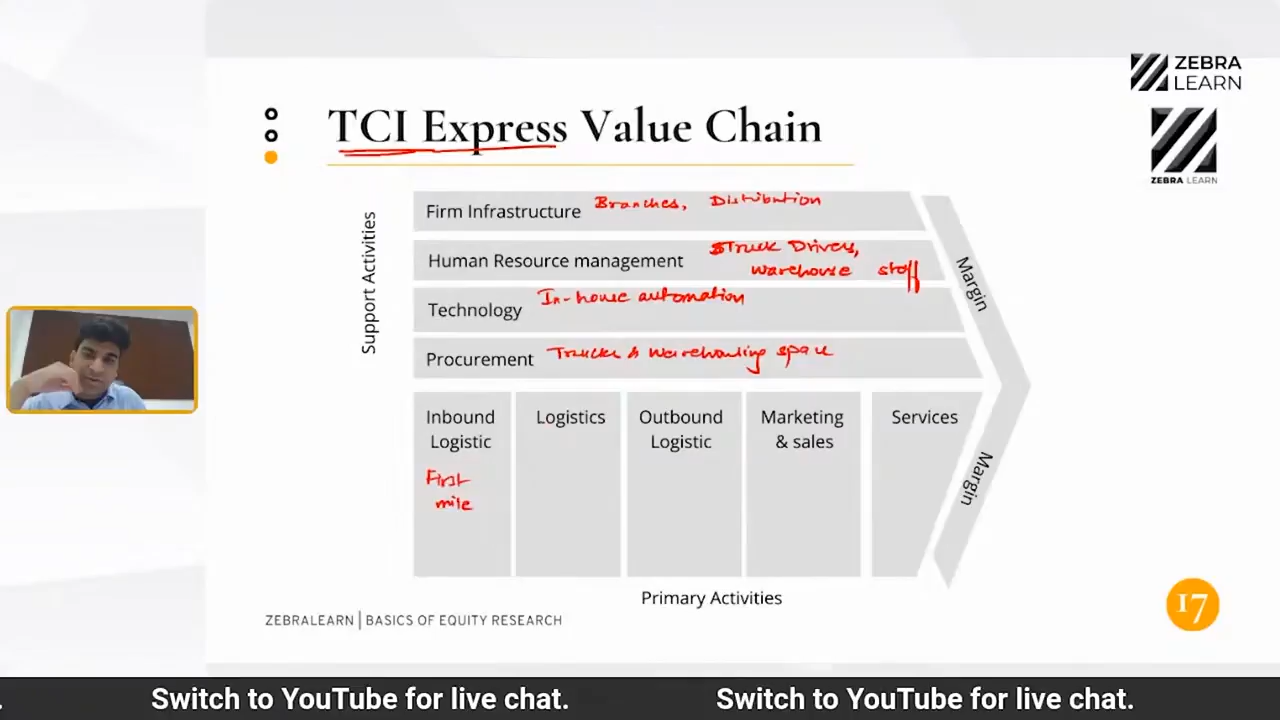 ZEBRA
LEARN
ZEBRA LEARN
TCI Express Value Chain
Support Activities
Firm Infrastructure Branches, Distribution
Human Resource management Truck Drivers,
warehouse staff
Technology In-house automation
Procurement Trucks & Warehousing space
Margin
Margin
Inbound
Logistic
First
mile
Logistics
Outbound
Logistic
Marketing
& sales
Services
Primary Activities
ZEBRALEARN | BASICS OF EQUITY RESEARCH
17
. Switch to YouTube for live chat. Switch to YouTube for live chat.